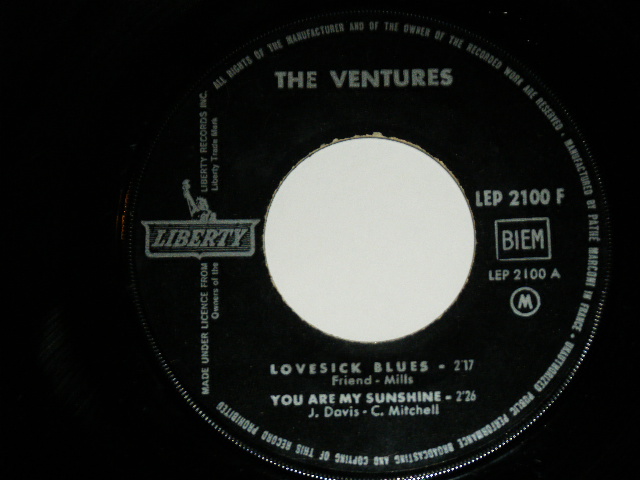 ALL RIGHTS OF THE MANUFACTURER AND OF THE OWNER OF THE RECORDED WORK ARE RESERVED - MANUFACTURED BY PATHE MARCONI IN FRANCE - UNAUTHORIZED PUBLIC PERFORMANCE BROADCASTING AND COPYING OF THIS RECORD PROHIBITED
THE VENTURES
MADE UNDER LICENCE FROM LIBERTY RECORDS INC.
Owners of the Liberty Trade Mark
LIBERTY
LEP 2100 F
BIEM
LEP 2100 A
M
LOVESICK BLUES - 2'17
Friend - Mills
YOU ARE MY SUNSHINE - 2'26
J. Davis - C. Mitchell